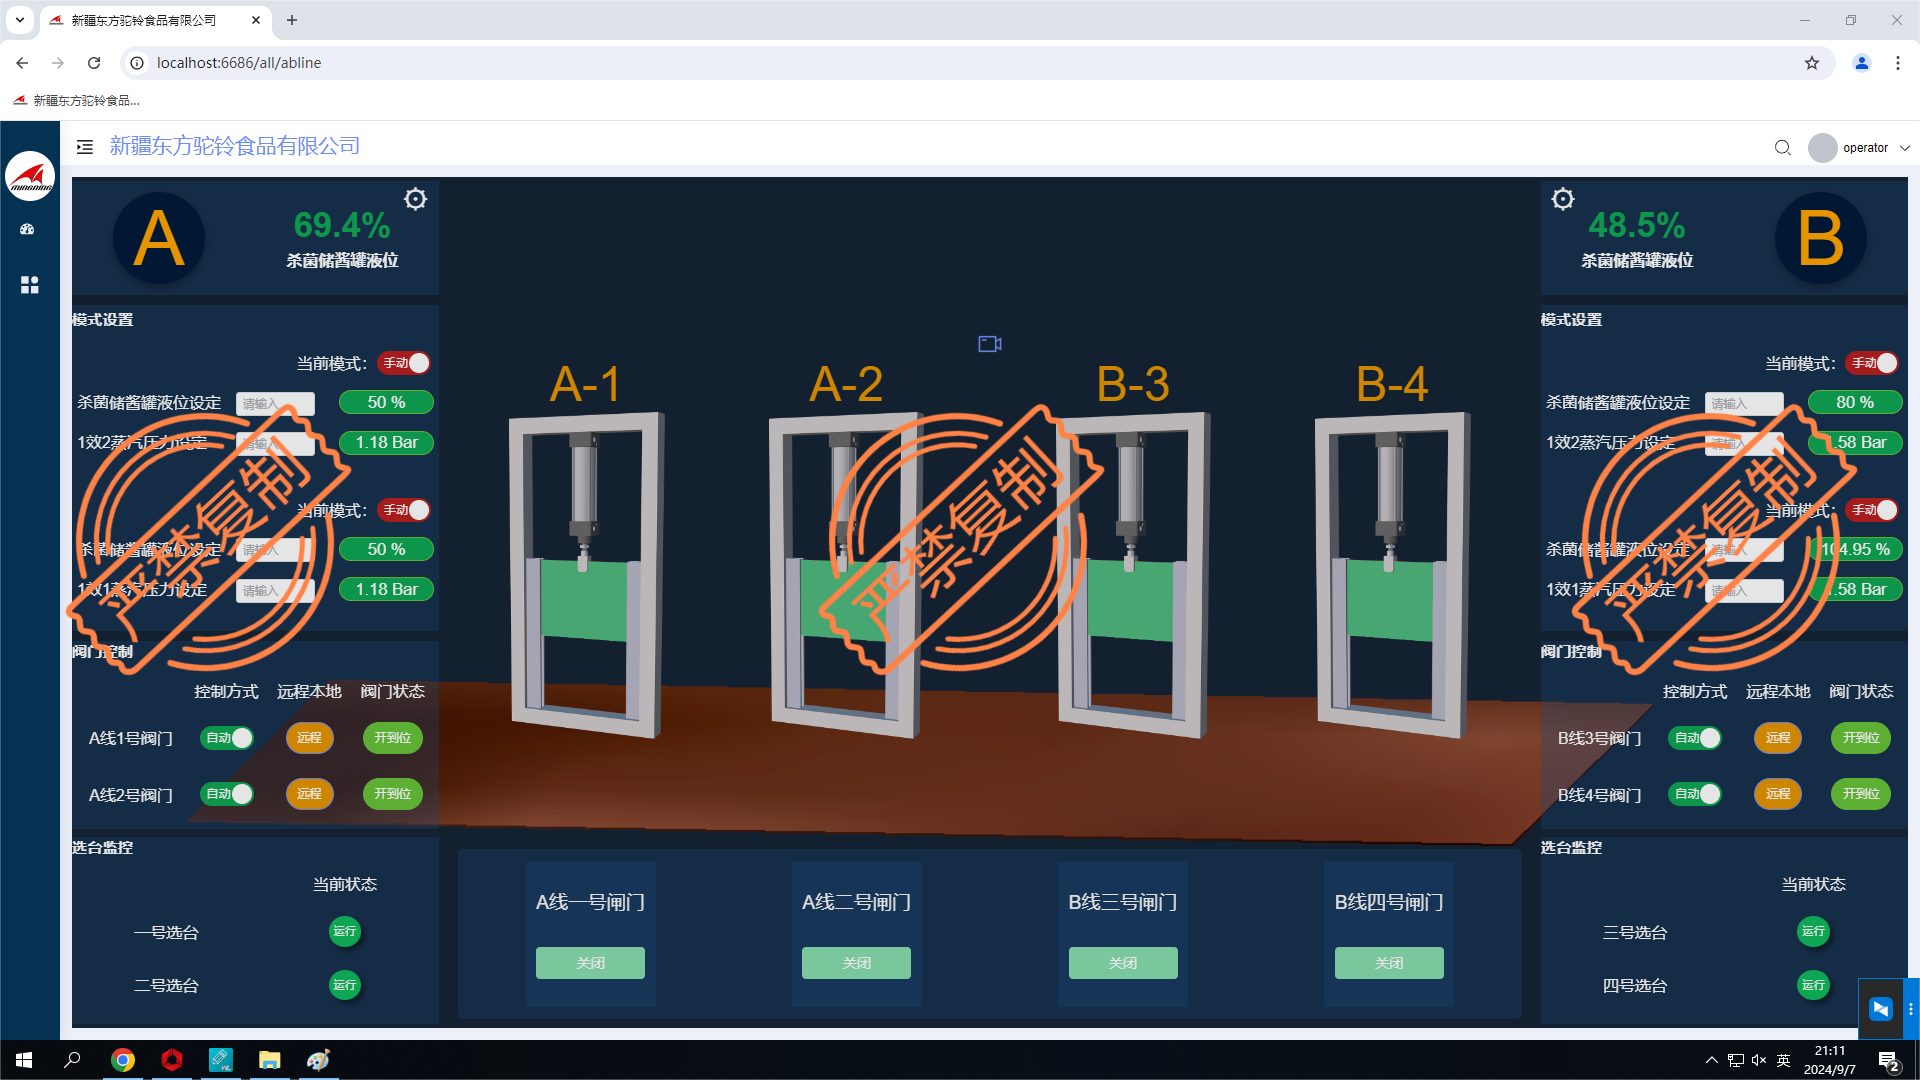 新疆东方驼铃食品有限公司
localhost:6686/all/abline
新疆东方驼铃食品...
新疆东方驼铃食品有限公司
operator
MINGDING
A
69.4%
杀菌储酱罐液位
模式设置
当前模式：
手动
杀菌储酱罐液位设定
请输入
50 %
1效2蒸汽压力设定
请输入
1.18 Bar
当前模式：
手动
杀菌储酱罐液位设定
请输入
50 %
1效1蒸汽压力设定
请输入
1.18 Bar
阀门控制
控制方式 远程本地 阀门状态
A线1号阀门 自动 远程 开到位
A线2号阀门 自动 远程 开到位
选台监控
当前状态
一号选台 运行
二号选台 运行
A-1 A-2 B-3 B-4
严禁复制
严禁复制
严禁复制
A线一号闸门 A线二号闸门 B线三号闸门 B线四号闸门
关闭 关闭 关闭 关闭
48.5%
杀菌储酱罐液位
B
模式设置
当前模式：
手动
杀菌储酱罐液位设定
请输入
80 %
1效2蒸汽压力设定
请输入
1.58 Bar
当前模式：
手动
杀菌储酱罐液位设定
请输入
104.95 %
1效1蒸汽压力设定
请输入
1.58 Bar
阀门控制
控制方式 远程本地 阀门状态
B线3号阀门 自动 远程 开到位
B线4号阀门 自动 远程 开到位
选台监控
当前状态
三号选台 运行
四号选台 运行
英
21:11
2024/9/7
2